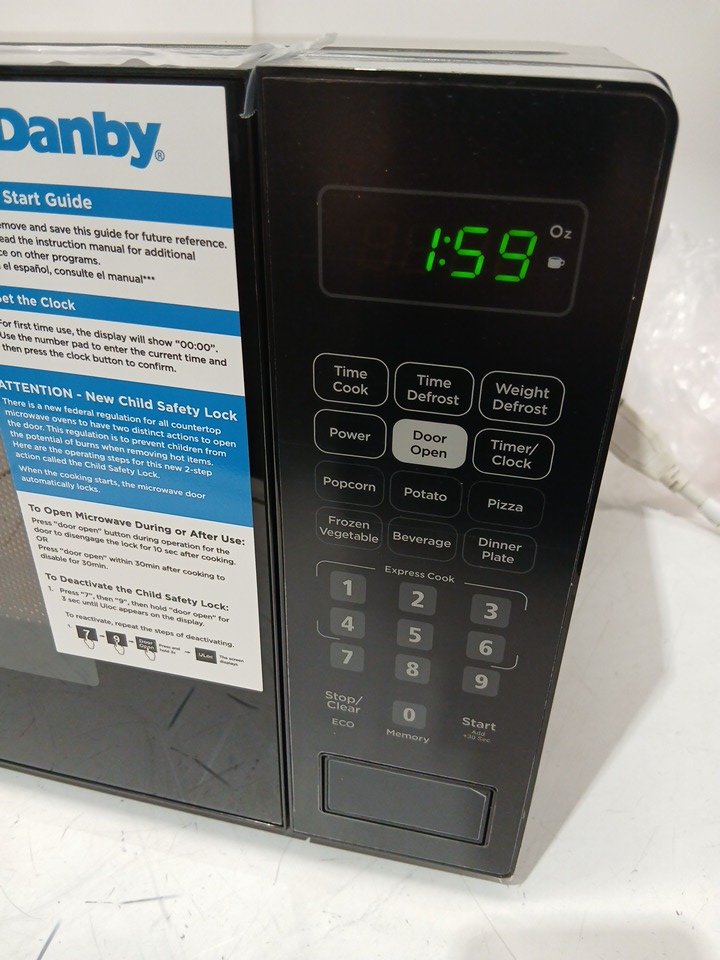 Danby®
Start Guide
emove and save this guide for future reference.
ead the instruction manual for additional
ce on other programs.
el español, consulte el manual***
et the Clock
For first time use, the display will show "00:00".
Use the number pad to enter the current time and
then press the clock button to confirm.
ATTENTION - New Child Safety Lock
There is a new federal regulation for all countertop
microwave ovens to have two distinct actions to open
the door. This regulation is to prevent children from
the potential of burns when removing hot items.
Here are the operating steps for this new 2-step
action called the Child Safety Lock.
When the cooking starts, the microwave door
automatically locks.
To Open Microwave During or After Use:
Press "door open" button during operation for the
door to disengage the lock for 10 sec after cooking.
OR
Press "door open" within 30min after cooking to
disable for 30min.
To Deactivate the Child Safety Lock:
1. Press "7", then "9", then hold "door open" for
3 sec until Uloc appears on the display.
To reactivate, repeat the steps of deactivating.
1. 7 → 9 → Door Open Press and hold 3s → ULoc The screen displays
1:59
Oz
Time Cook
Time Defrost
Weight Defrost
Power
Door Open
Timer/ Clock
Popcorn
Potato
Pizza
Frozen Vegetable
Beverage
Dinner Plate
Express Cook
1 2 3
4 5 6
7 8 9
Stop/ Clear
ECO
0
Memory
Start
Add +30 Sec